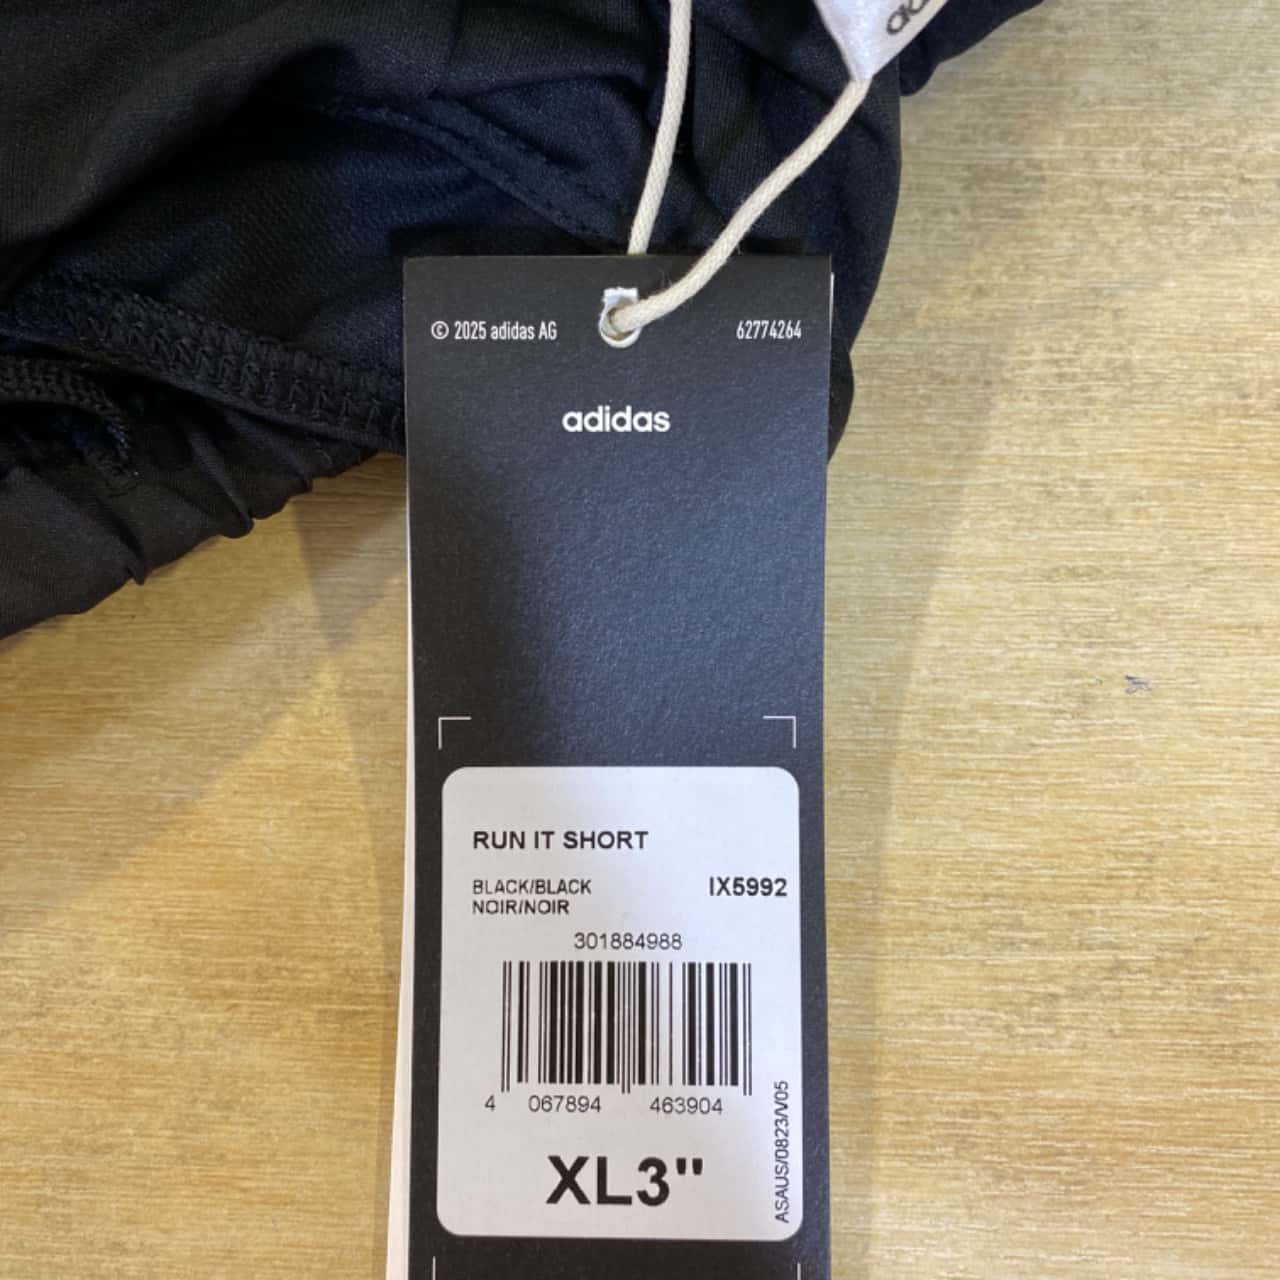 © 2025 adidas AG
62774264
adidas
RUN IT SHORT
BLACK/BLACK
IX5992
NOIR/NOIR
301884988
4 067894 463904
XL3"
ASAUS/0823/V05